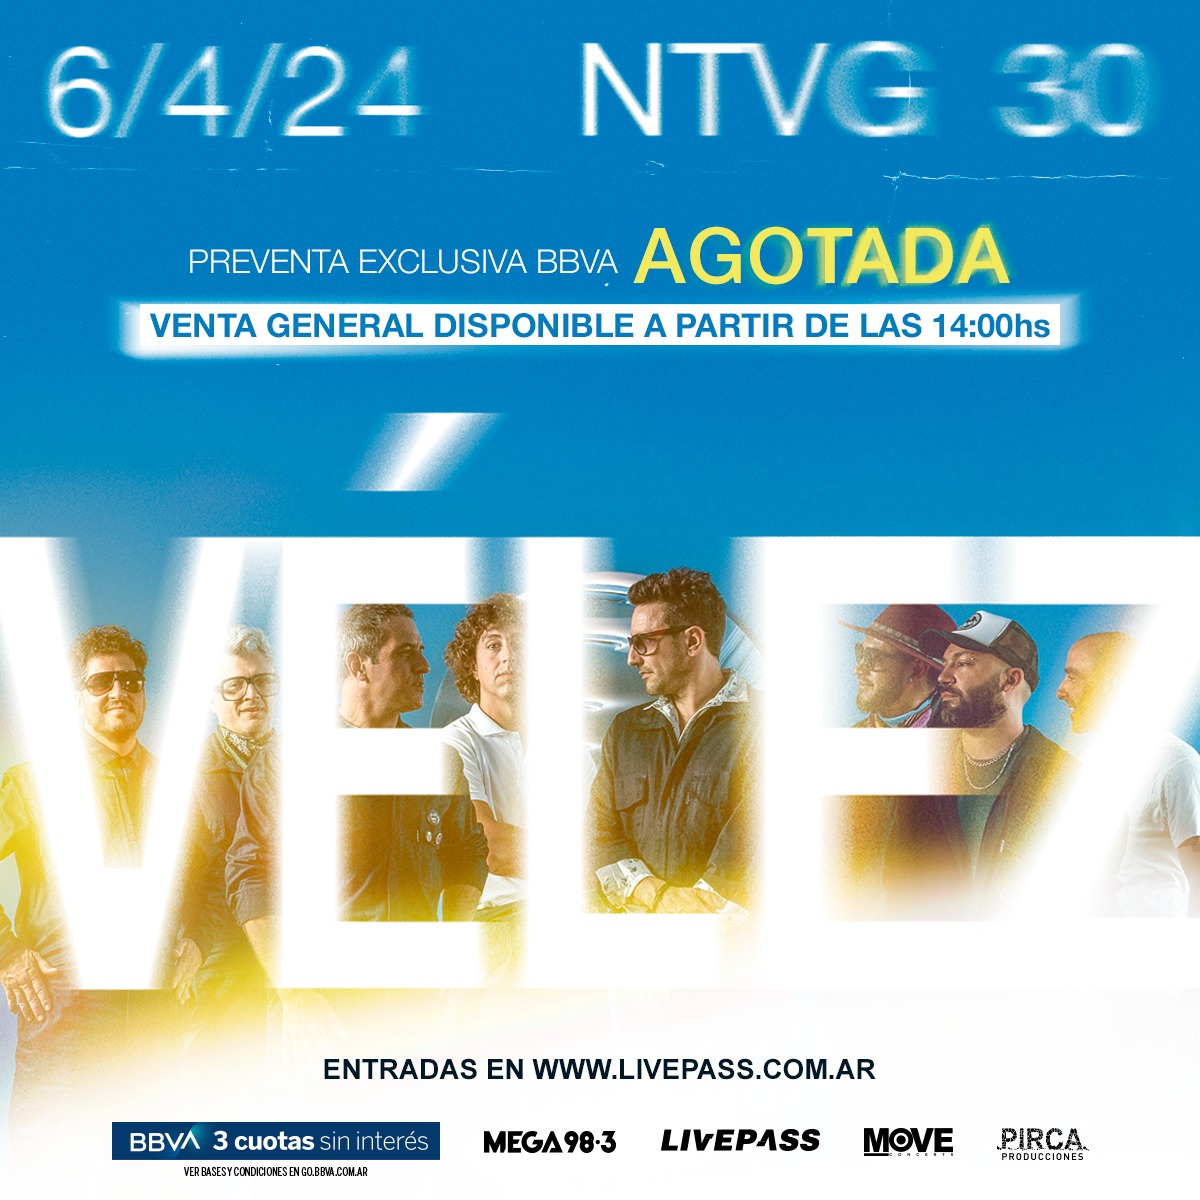 6/4/24 NTVG 30
PREVENTA EXCLUSIVA BBVA AGOTADA
VENTA GENERAL DISPONIBLE A PARTIR DE LAS 14:00hs
VÉLEZ
ENTRADAS EN WWW.LIVEPASS.COM.AR
BBVA 3 cuotas sin interés
VER BASES Y CONDICIONES EN GO.BBVA.COM.AR
MEGA 98·3
LIVEPASS
MOVE
CONCERTS
PIRCA
PRODUCCIONES